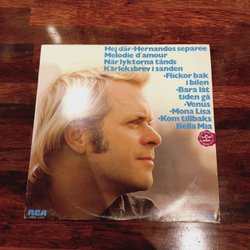 Hej där•Hernandos separée
Melodie d'amour
När lyktorna tänds
Kärleksbrev i sanden
•Flickor bak
i bilen
•Bara låt
tiden gå
•Venus
•Mona Lisa
•Kom tillbaks
Bella Mia
RCA